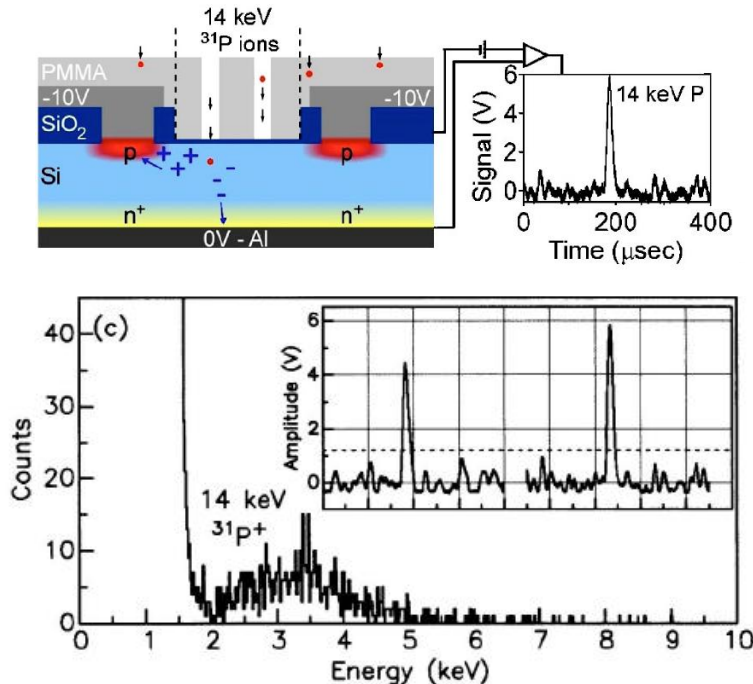 14 keV
³¹P ions
PMMA
-10V
-10V
SiO₂
p
p
+
+
+
+
-
-
-
-
Si
n⁺
n⁺
0V - Al
14 keV P
Signal (V)
6
4
2
0
0
200
400
Time (μsec)
(c)
Counts
40
30
20
10
0
14 keV
³¹P⁺
Amplitude (V)
6
4
2
0
0
1
2
3
4
5
6
7
8
9
10
Energy (keV)